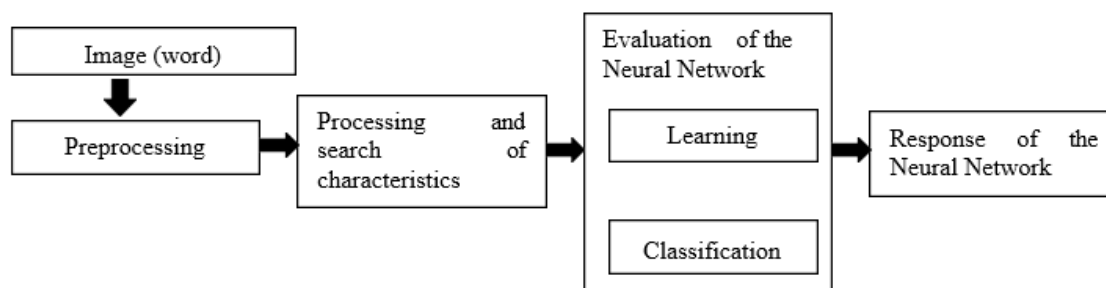 Image (word)
Preprocessing
Processing and
search of
characteristics
Evaluation of the
Neural Network
Learning
Classification
Response of the
Neural Network